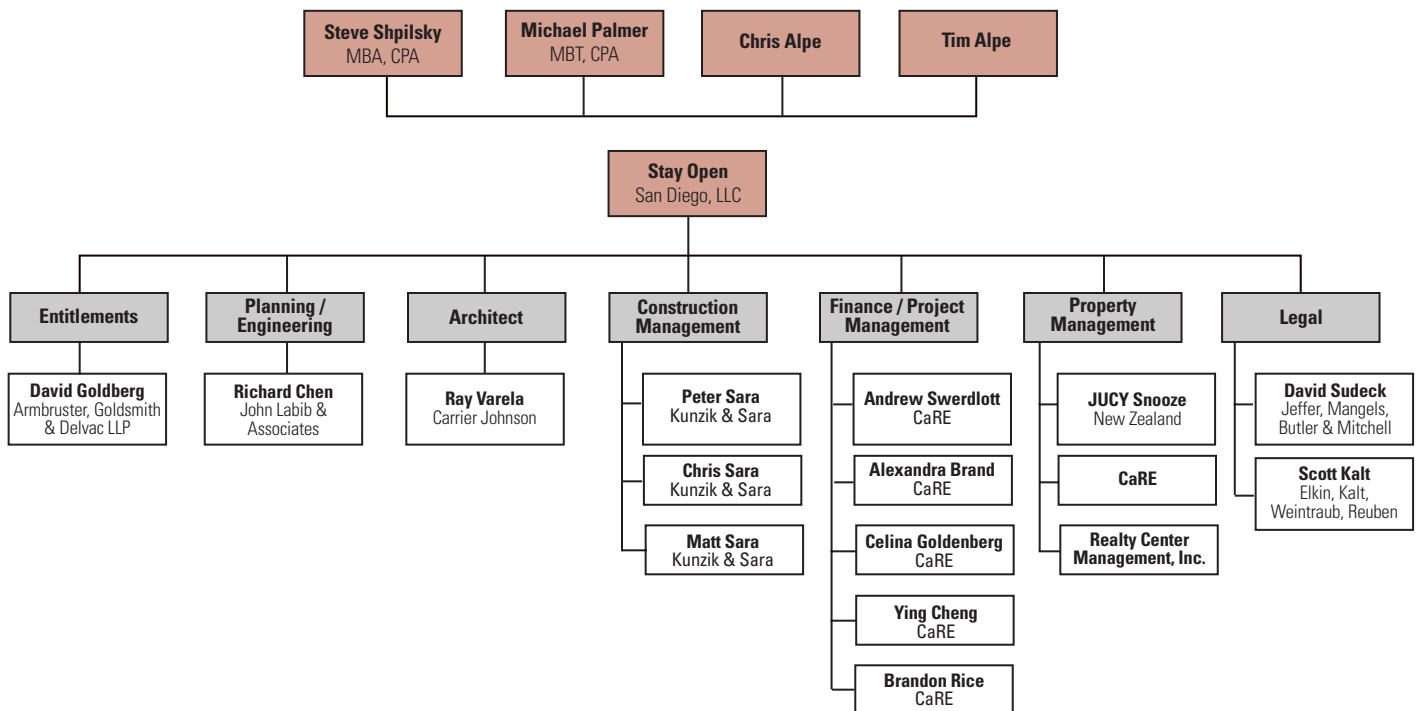 Steve Shpilsky
MBA, CPA
Michael Palmer
MBT, CPA
Chris Alpe
Tim Alpe
Stay Open
San Diego, LLC
Entitlements
Planning /
Engineering
Architect
Construction
Management
Finance / Project
Management
Property
Management
Legal
David Goldberg
Armbruster, Goldsmith
& Delvac LLP
Richard Chen
John Labib &
Associates
Ray Varela
Carrier Johnson
Peter Sara
Kunzik & Sara
Chris Sara
Kunzik & Sara
Matt Sara
Kunzik & Sara
Andrew Swerdlott
CaRE
Alexandra Brand
CaRE
Celina Goldenberg
CaRE
Ying Cheng
CaRE
Brandon Rice
CaRE
JUCY Snooze
New Zealand
CaRE
Realty Center
Management, Inc.
David Sudeck
Jeffer, Mangels,
Butler & Mitchell
Scott Kalt
Elkin, Kalt,
Weintraub, Reuben